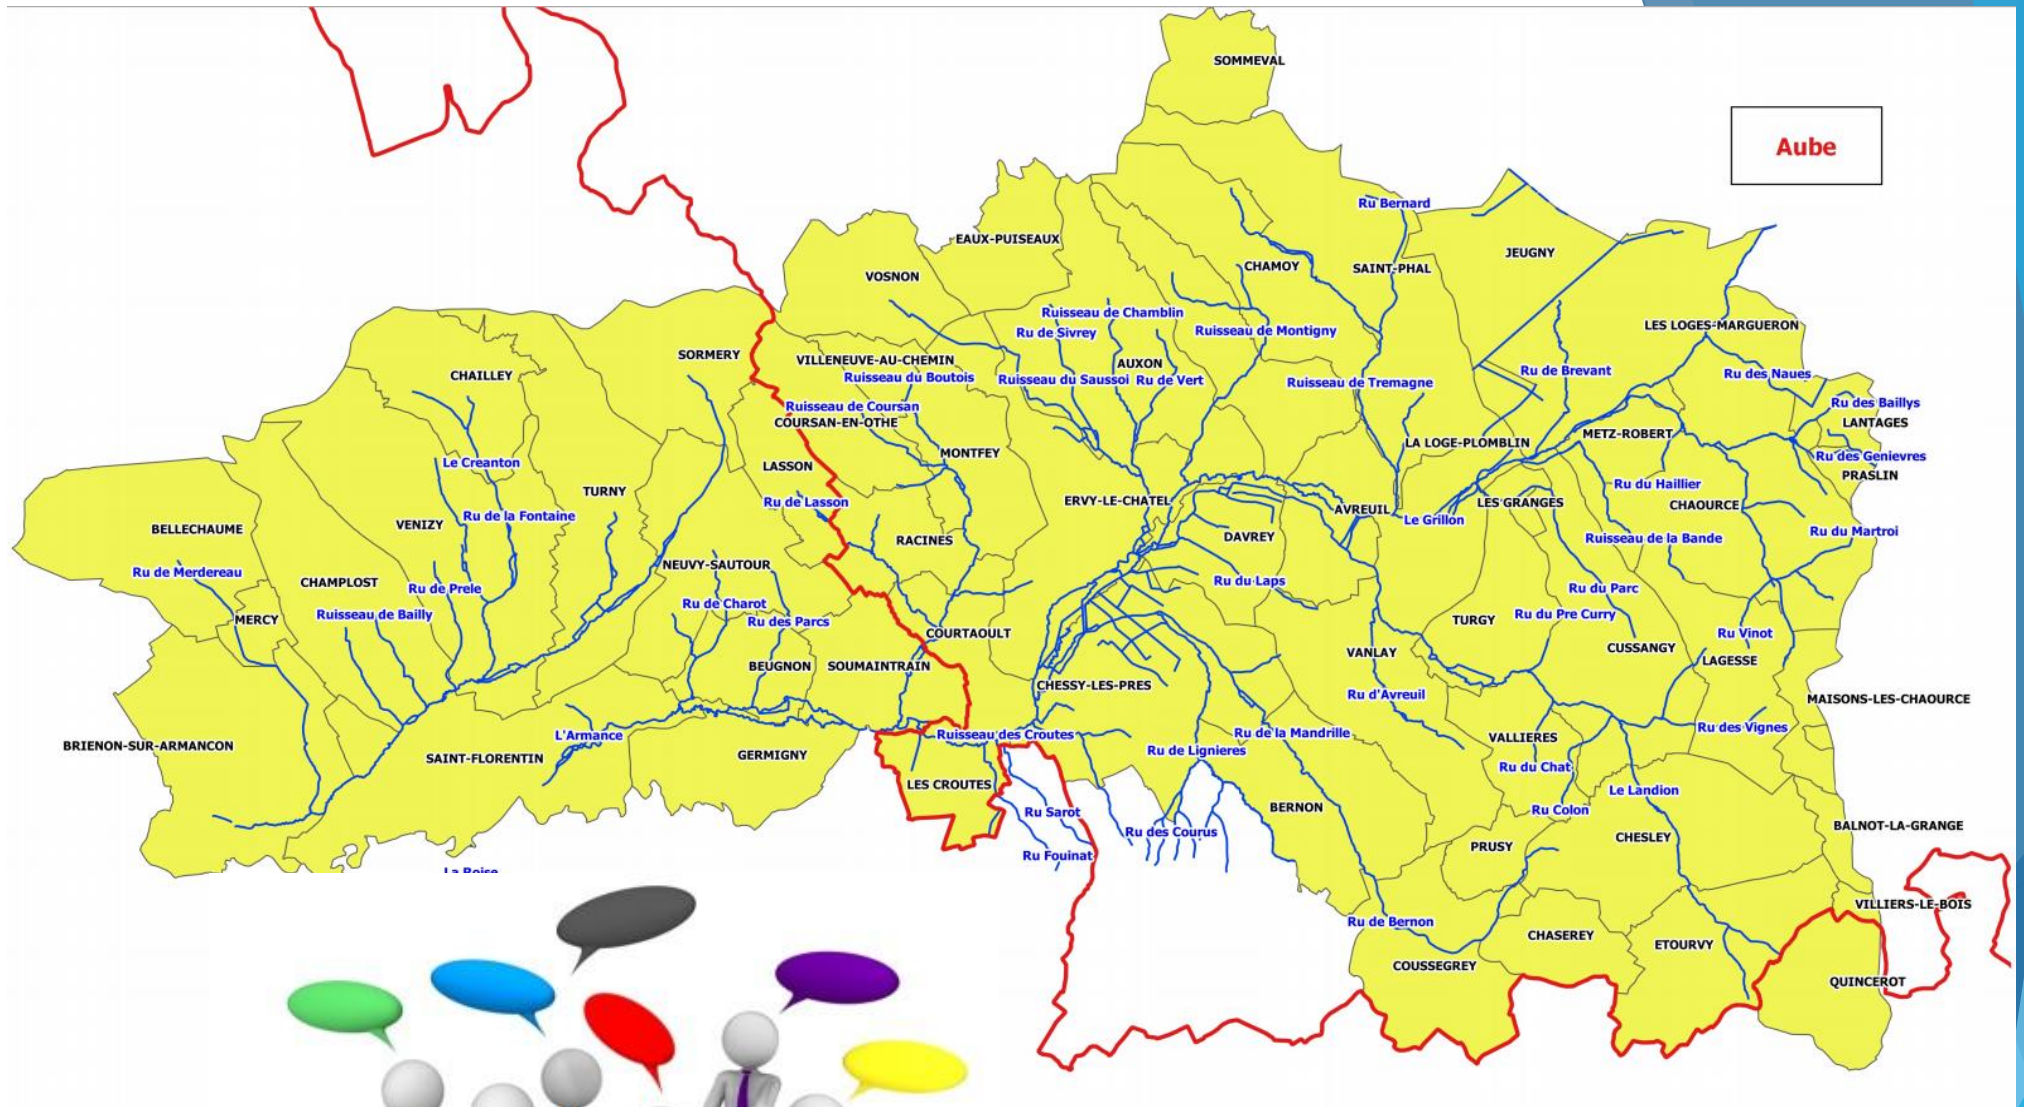 SOMMEVAL
Aube
Ru Bernard
EAUX-PUISEAUX
JEUGNY
CHAMOY
SAINT-PHAL
VOSNON
Ruisseau de Chamblin
LES LOGES-MARGUERON
Ru de Sivrey
Ruisseau de Montigny
SORMERY
VILLENEUVE-AU-CHEMIN
AUXON
Ru de Brevant
Ru des Naues
CHAILLEY
Ruisseau du Boutois
Ruisseau du Saussoi
Ru de Vert
Ruisseau de Tremagne
Ru des Baillys
Ruisseau de Coursan
COURSAN-EN-OTHE
LANTAGES
METZ-ROBERT
LA LOGE-PLOMBLIN
MONTFEY
Ru des Genievres
Le Creanton
LASSON
PRASLIN
Ru du Haillier
TURNY
Ru de Lasson
ERVY-LE-CHATEL
AVREUIL
LES GRANGES
CHAOURCE
Ru de la Fontaine
Le Grillon
BELLECHAUME
VENIZY
Ru du Martroi
RACINES
DAVREY
Ruisseau de la Bande
NEUVY-SAUTOUR
Ru de Merdereau
CHAMPLOST
Ru de Prele
Ru du Laps
Ru du Parc
Ru de Charot
Ruisseau de Bailly
MERCY
Ru des Parcs
TURGY
Ru du Pre Curry
COURTAOULT
Ru Vinot
CUSSANGY
VANLAY
LAGESSE
BEUGNON
SOUMAINTRAIN
CHESSY-LES-PRES
Ru d'Avreuil
MAISONS-LES-CHAOURCE
Ru des Vignes
L'Armance
Ruisseau des Croutes
Ru de la Mandrille
VALLIERES
BRIENON-SUR-ARMANCON
Ru de Lignieres
SAINT-FLORENTIN
GERMIGNY
Ru du Chat
LES CROUTES
Le Landion
BERNON
Ru Sarot
Ru Colon
Ru des Courus
BALNOT-LA-GRANGE
CHESLEY
PRUSY
Ru Fouinat
La Boise
VILLIERS-LE-BOIS
Ru de Bernon
CHASEREY
ETOURVY
COUSSEGREY
QUINCEROT